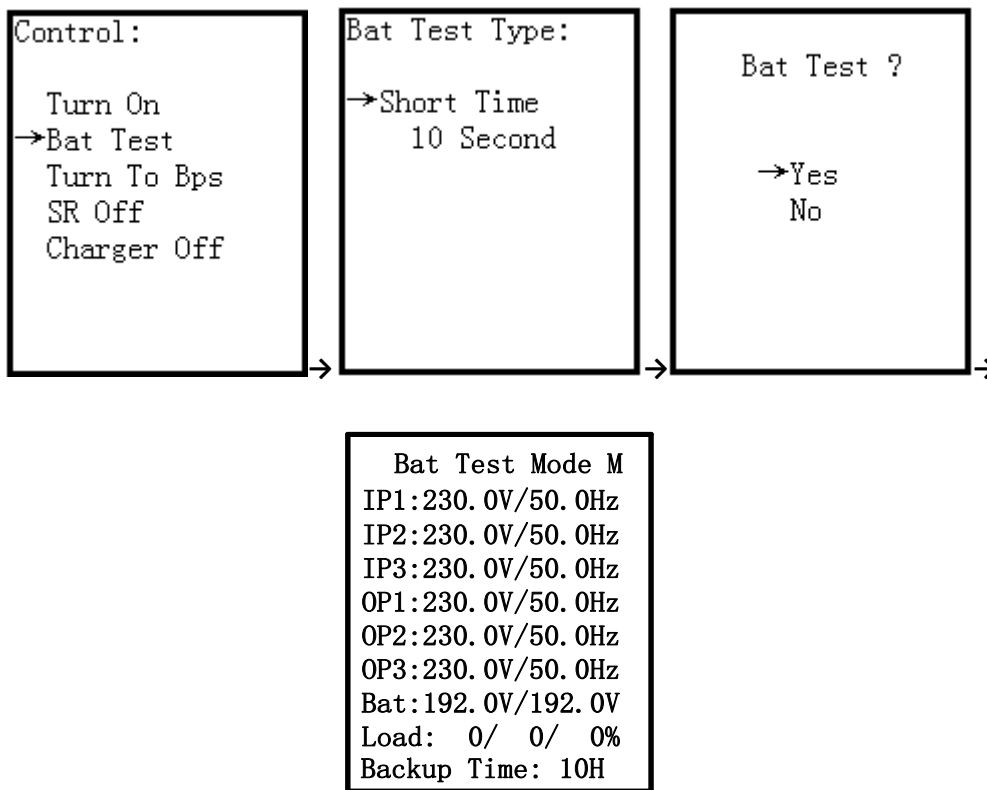 Control:
Turn On
→Bat Test
Turn To Bps
SR Off
Charger Off
→
Bat Test Type:
→Short Time
10 Second
→
Bat Test ?
→Yes
No
→
Bat Test Mode M
IP1:230.0V/50.0Hz
IP2:230.0V/50.0Hz
IP3:230.0V/50.0Hz
OP1:230.0V/50.0Hz
OP2:230.0V/50.0Hz
OP3:230.0V/50.0Hz
Bat:192.0V/192.0V
Load: 0/ 0/ 0%
Backup Time: 10H